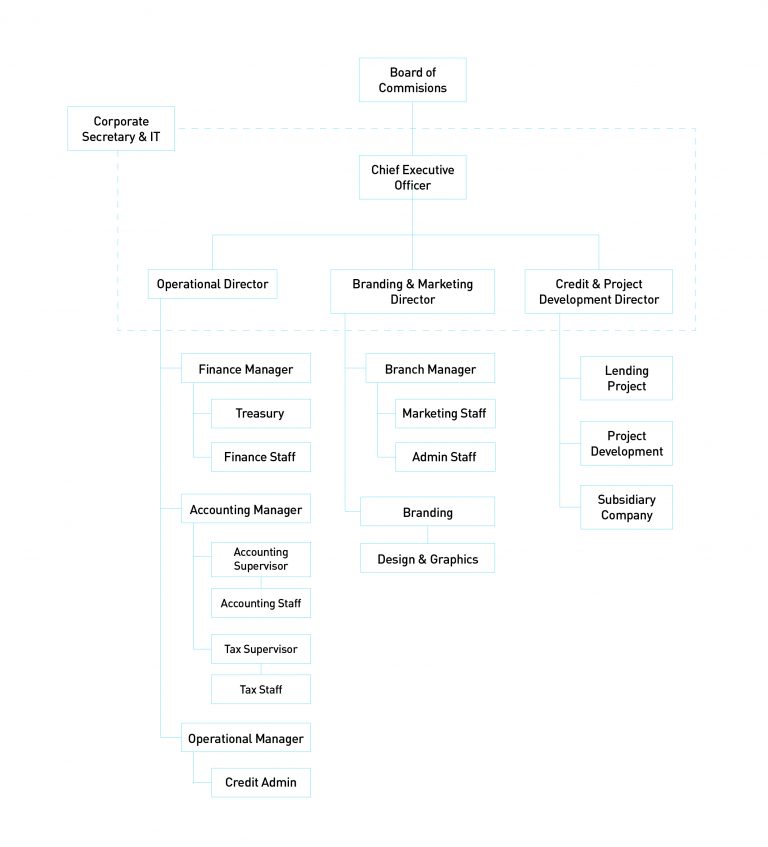 Board of
Commisions
Corporate
Secretary & IT
Chief Executive
Officer
Operational Director
Branding & Marketing
Director
Credit & Project
Development Director
Finance Manager
Treasury
Finance Staff
Accounting Manager
Accounting
Supervisor
Accounting Staff
Tax Supervisor
Tax Staff
Operational Manager
Credit Admin
Branch Manager
Marketing Staff
Admin Staff
Branding
Design & Graphics
Lending
Project
Project
Development
Subsidiary
Company